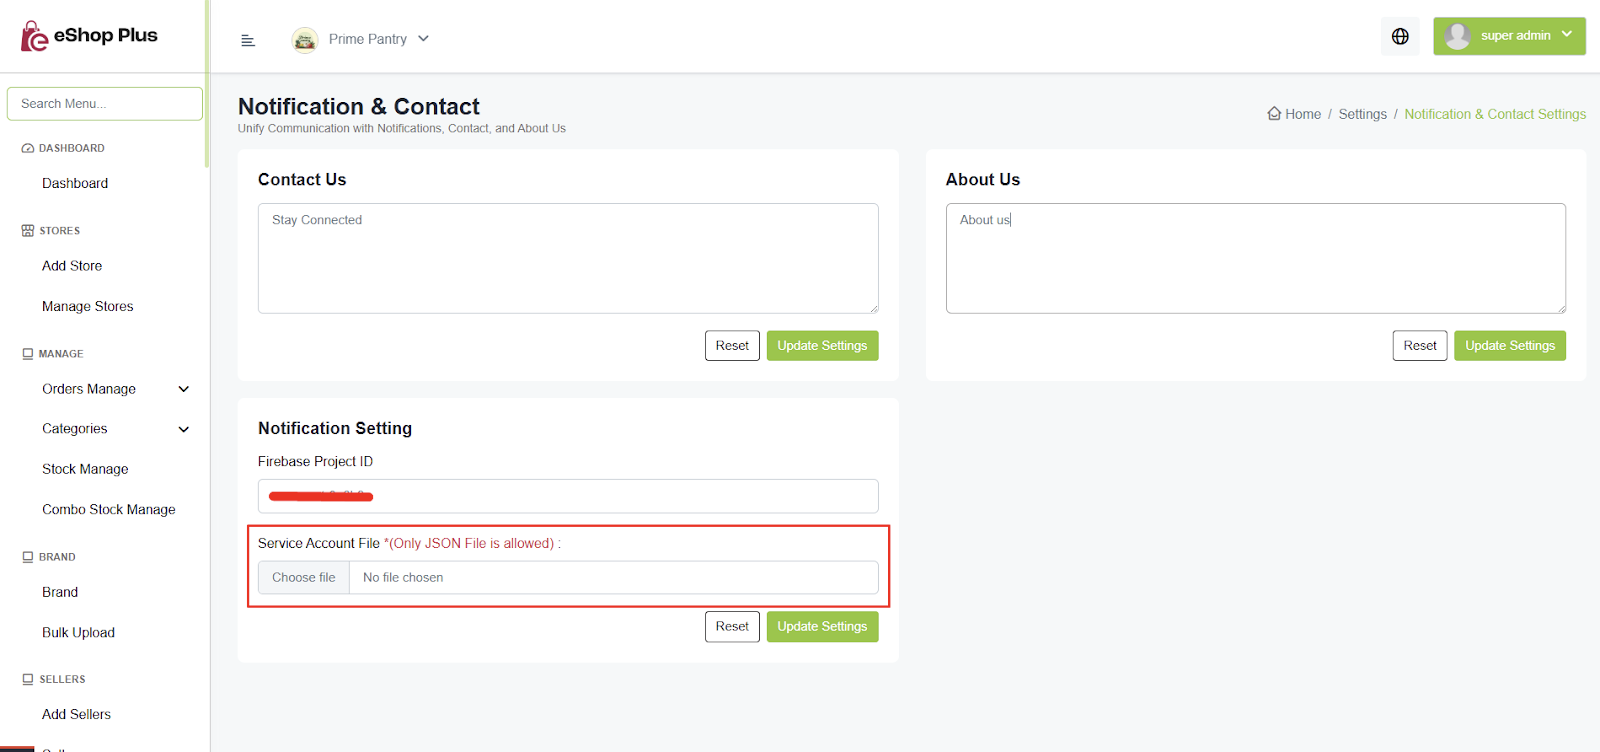 eShop Plus
Prime Pantry
super admin
Search Menu...
DASHBOARD
Dashboard
STORES
Add Store
Manage Stores
MANAGE
Orders Manage
Categories
Stock Manage
Combo Stock Manage
BRAND
Brand
Bulk Upload
SELLERS
Add Sellers
Notification & Contact
Unify Communication with Notifications, Contact, and About Us
Home / Settings / Notification & Contact Settings
Contact Us
Stay Connected
Reset Update Settings
About Us
About us
Reset Update Settings
Notification Setting
Firebase Project ID
Service Account File *(Only JSON File is allowed) :
Choose file No file chosen
Reset Update Settings